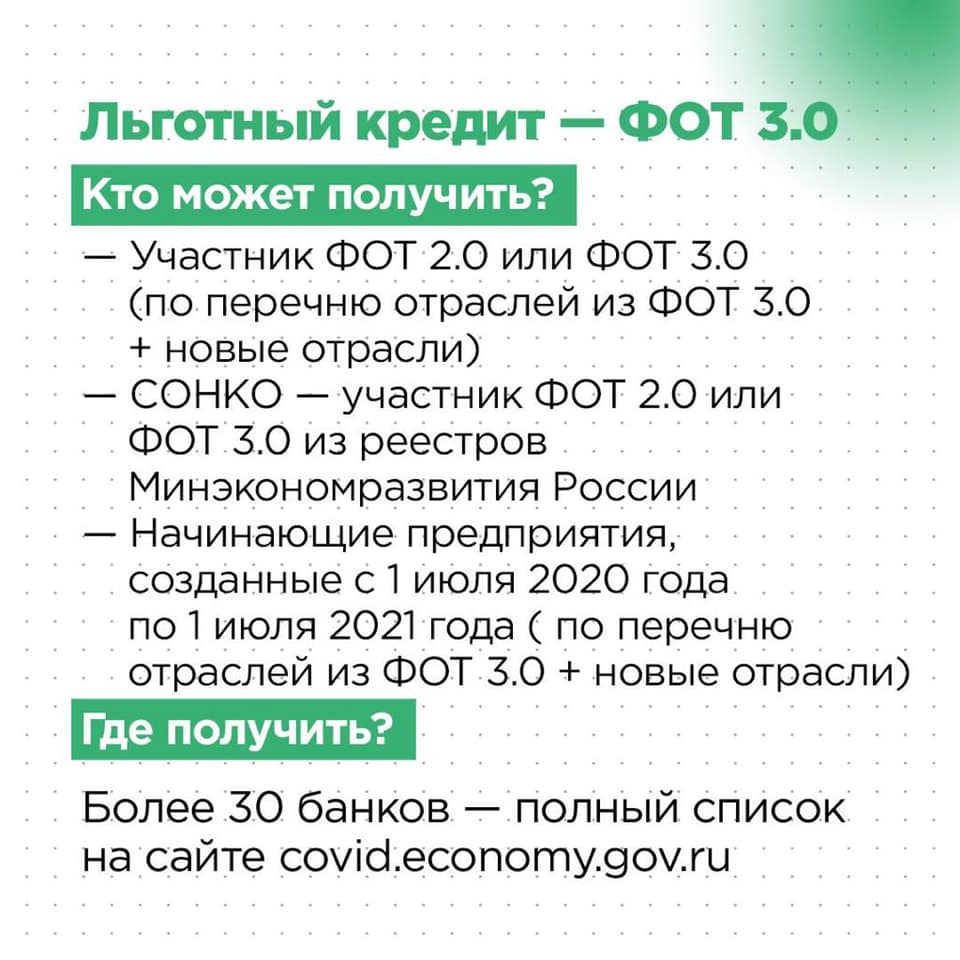 Льготный кредит — ФОТ 3.0
Кто может получить?
— Участник ФОТ 2.0 или ФОТ 3.0
(по перечню отраслей из ФОТ 3.0
+ новые отрасли)
— СОНКО — участник ФОТ 2.0 или
ФОТ 3.0 из реестров
Минэкономразвития России
— Начинающие предприятия,
созданные с 1 июля 2020 года
по 1 июля 2021 года ( по перечню
отраслей из ФОТ 3.0 + новые отрасли)
Где получить?
Более 30 банков — полный список
на сайте covid.economy.gov.ru